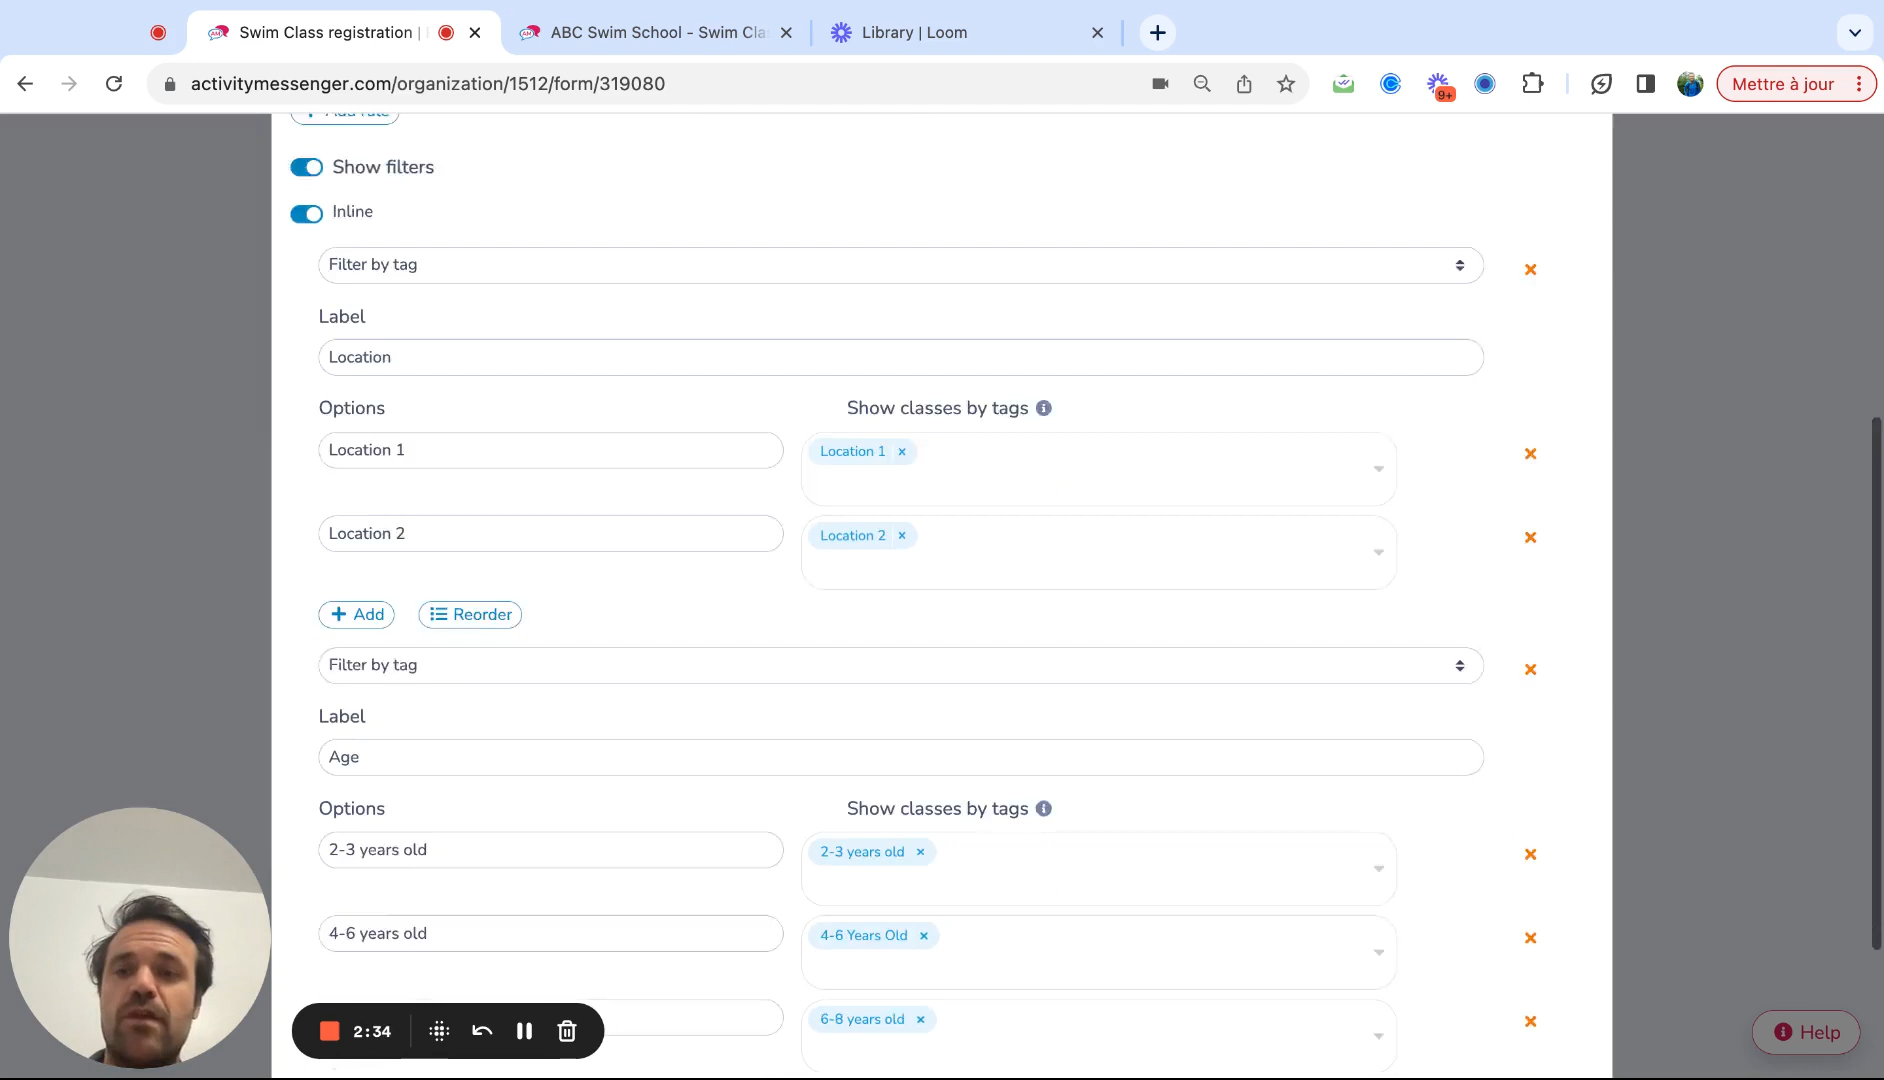 Swim Class registration |
ABC Swim School - Swim Cla
Library | Loom
activitymessenger.com/organization/1512/form/319080
9+
Mettre à jour
Add rate
Show filters
Inline
Filter by tag
Label
Location
Options
Show classes by tags
Location 1
Location 1
Location 2
Location 2
Add
Reorder
Filter by tag
Label
Age
Options
Show classes by tags
2-3 years old
2-3 years old
4-6 years old
4-6 Years Old
6-8 years old
2:34
Help